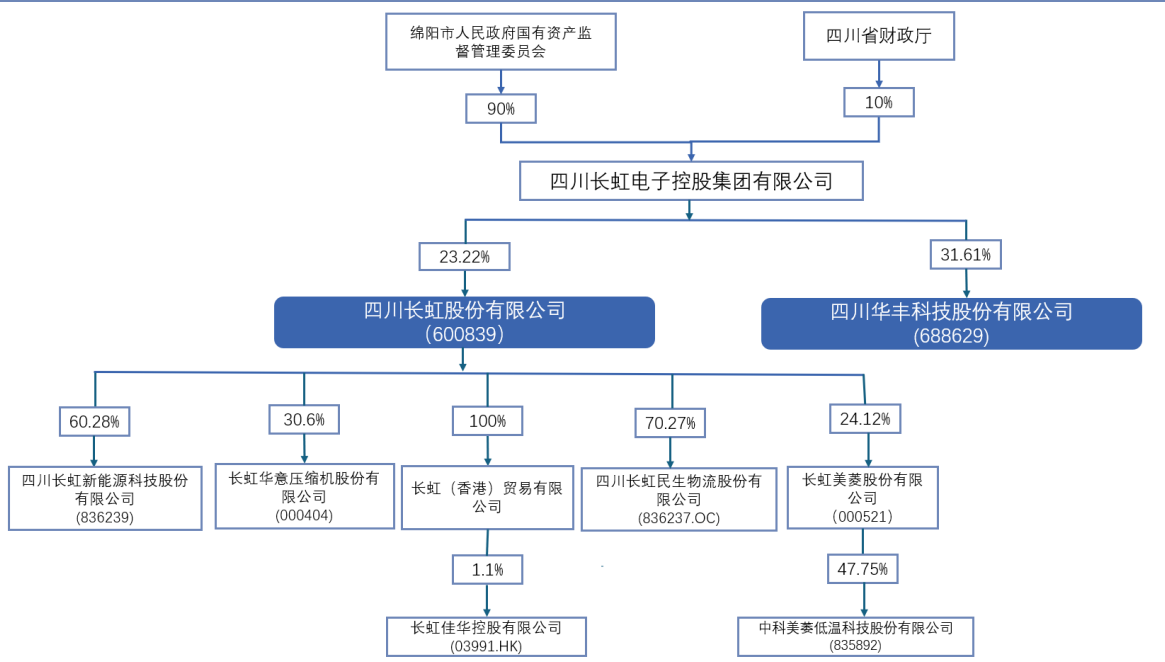 绵阳市人民政府国有资产监
督管理委员会
四川省财政厅
90%
10%
四川长虹电子控股集团有限公司
23.22%
31.61%
四川长虹股份有限公司
(600839)
四川华丰科技股份有限公司
(688629)
60.28%
30.6%
100%
70.27%
24.12%
四川长虹新能源科技股份
有限公司
(836239)
长虹华意压缩机股份有
限公司
(000404)
长虹（香港）贸易有限
公司
四川长虹民生物流股份有
限公司
(836237.OC)
长虹美菱股份有限
公司
(000521)
1.1%
47.75%
长虹佳华控股有限公司
(03991.HK)
中科美菱低温科技股份有限公司
(835892)